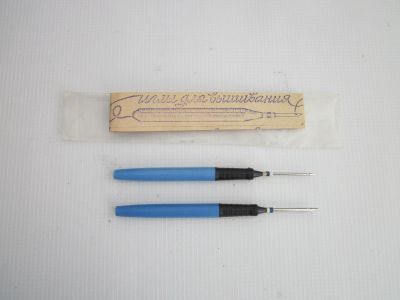 иглы для вышивания